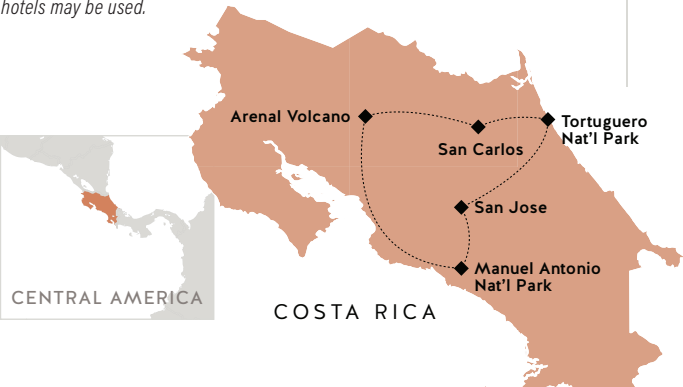 hotels may be used.
Arenal Volcano
Tortuguero
Nat'l Park
San Carlos
San Jose
Manuel Antonio
Nat'l Park
CENTRAL AMERICA
COSTA RICA